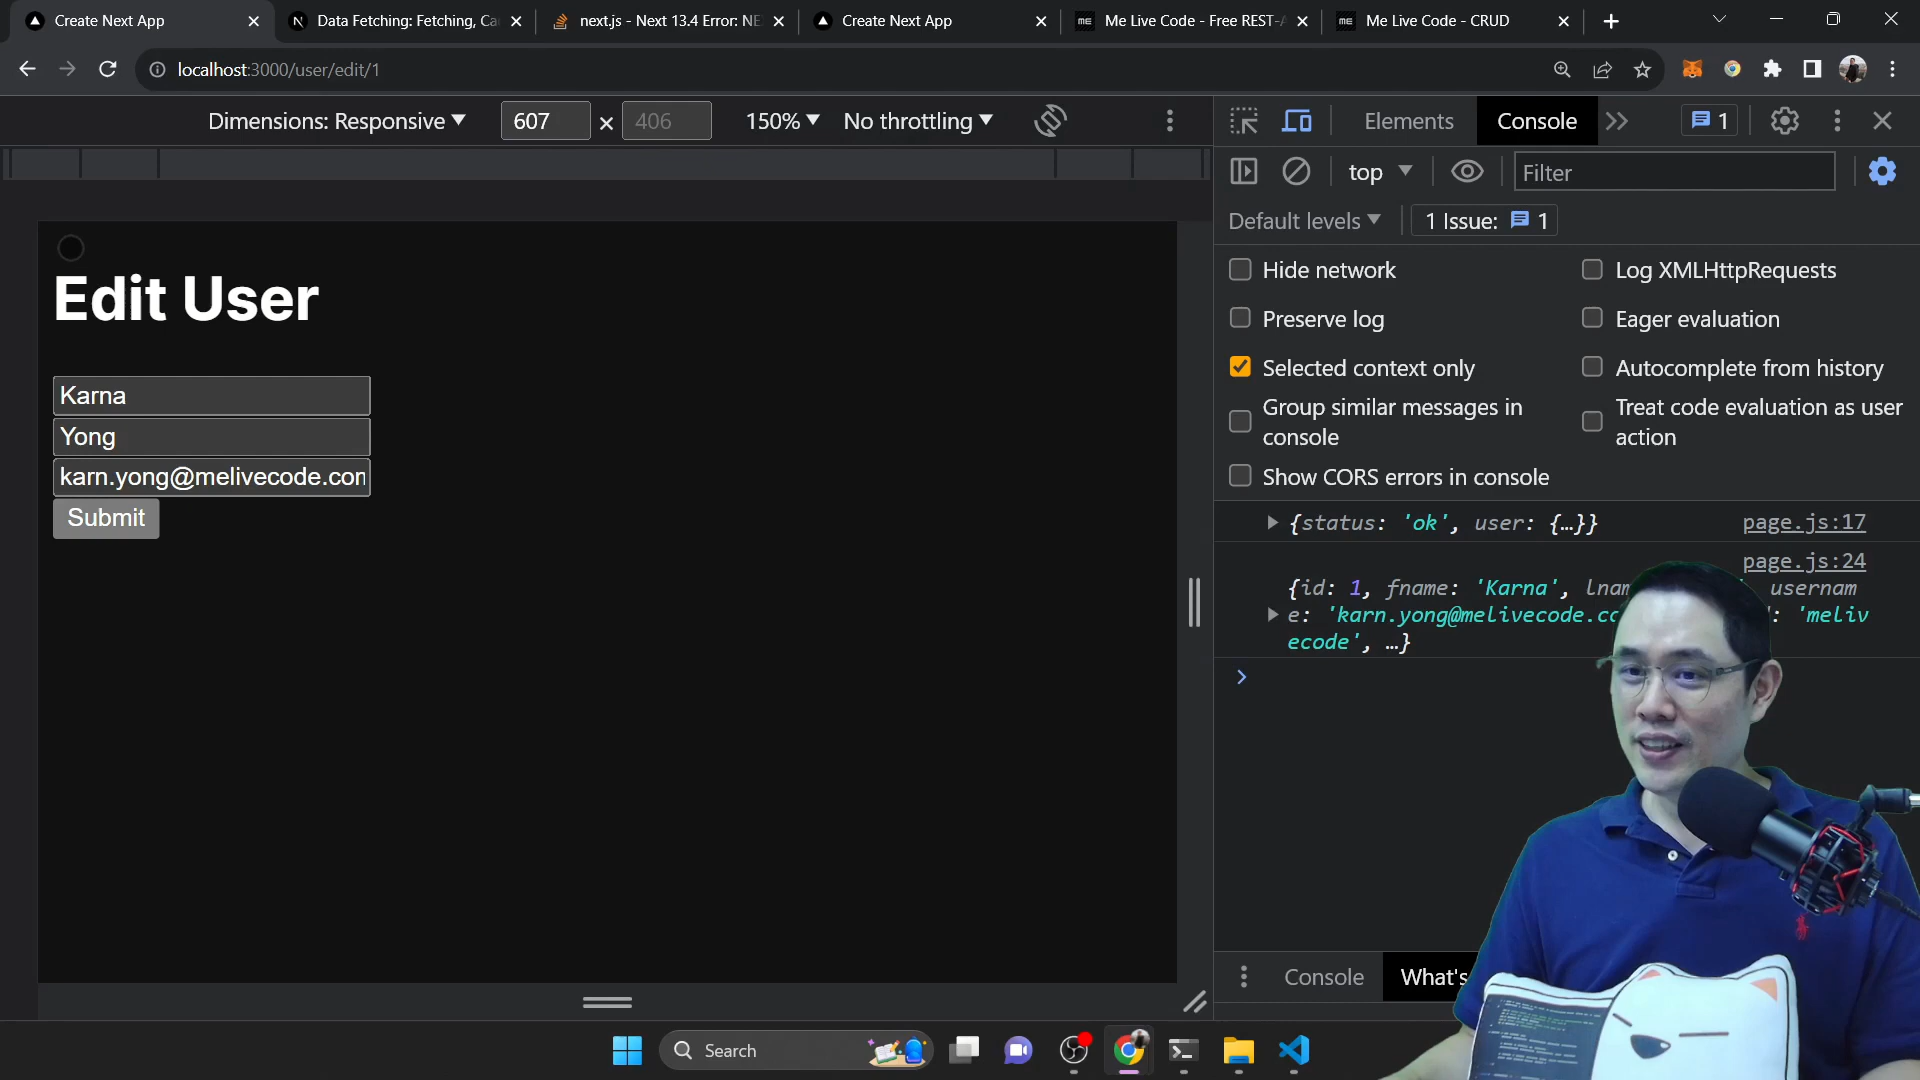 Create Next App
Data Fetching: Fetching, Ca
next.js - Next 13.4 Error: NE
Create Next App
Me Live Code - Free REST-A
Me Live Code - CRUD
localhost:3000/user/edit/1
Dimensions: Responsive
607
×
406
150%
No throttling
Elements
Console
1
top
Filter
Default levels
1 Issue:
1
Hide network
Log XMLHttpRequests
Preserve log
Eager evaluation
Selected context only
Autocomplete from history
Group similar messages in
console
Treat code evaluation as user
action
Show CORS errors in console
Edit User
Karna
Yong
karn.yong@melivecode.com
Submit
{status: 'ok', user: {…}}
page.js:17
page.js:24
{id: 1, fname: 'Karna', lnam
usernam
e: 'karn.yong@melivecode.co
: 'meliv
ecode', …}
Console
What's
Search